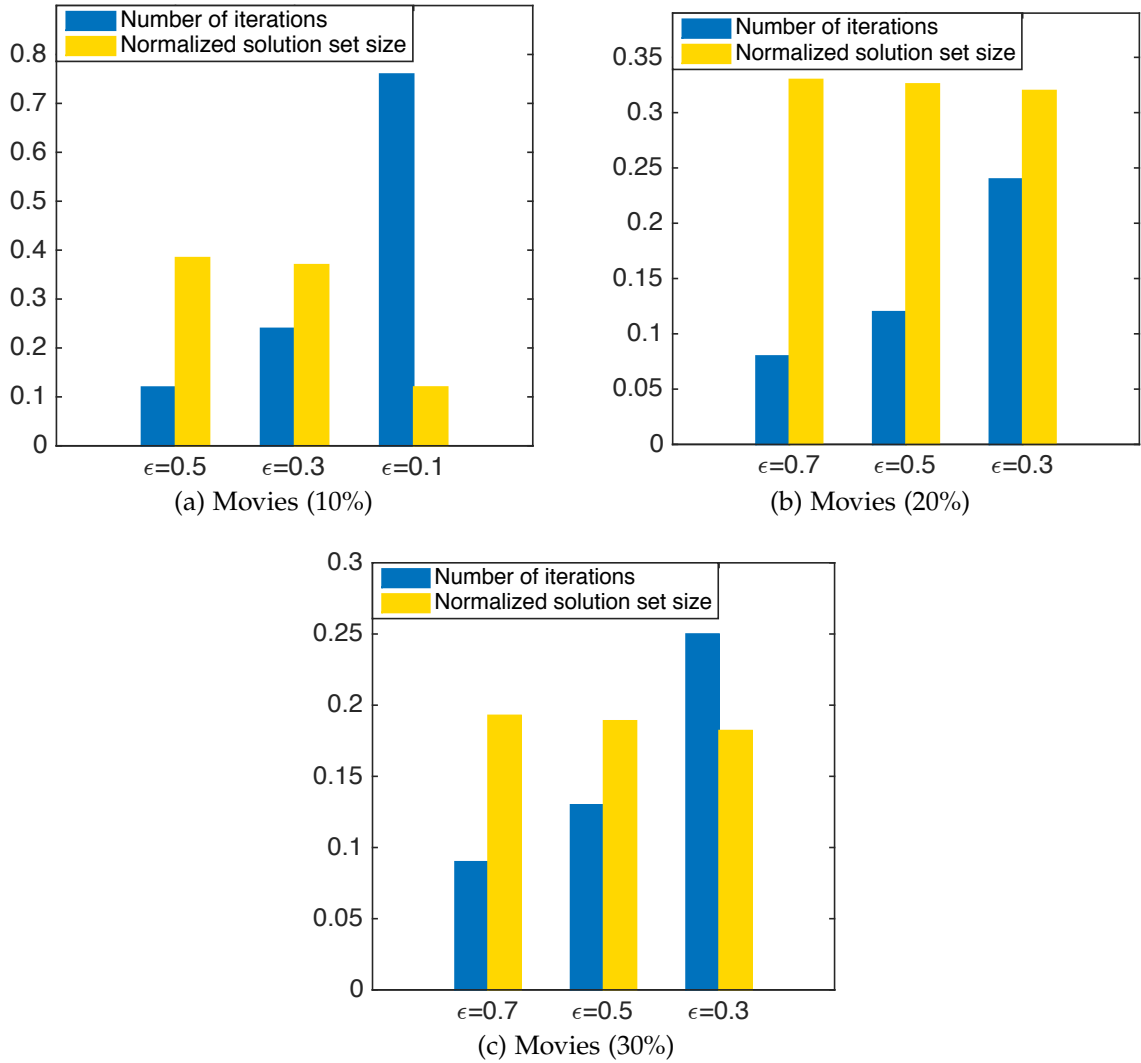 Number of iterations
Normalized solution set size
0.8
0.7
0.6
0.5
0.4
0.3
0.2
0.1
0
ϵ=0.5 ϵ=0.3 ϵ=0.1
(a) Movies (10%)
Number of iterations
Normalized solution set size
0.35
0.3
0.25
0.2
0.15
0.1
0.05
0
ϵ=0.7 ϵ=0.5 ϵ=0.3
(b) Movies (20%)
0.3
Number of iterations
Normalized solution set size
0.25
0.2
0.15
0.1
0.05
0
ϵ=0.7 ϵ=0.5 ϵ=0.3
(c) Movies (30%)